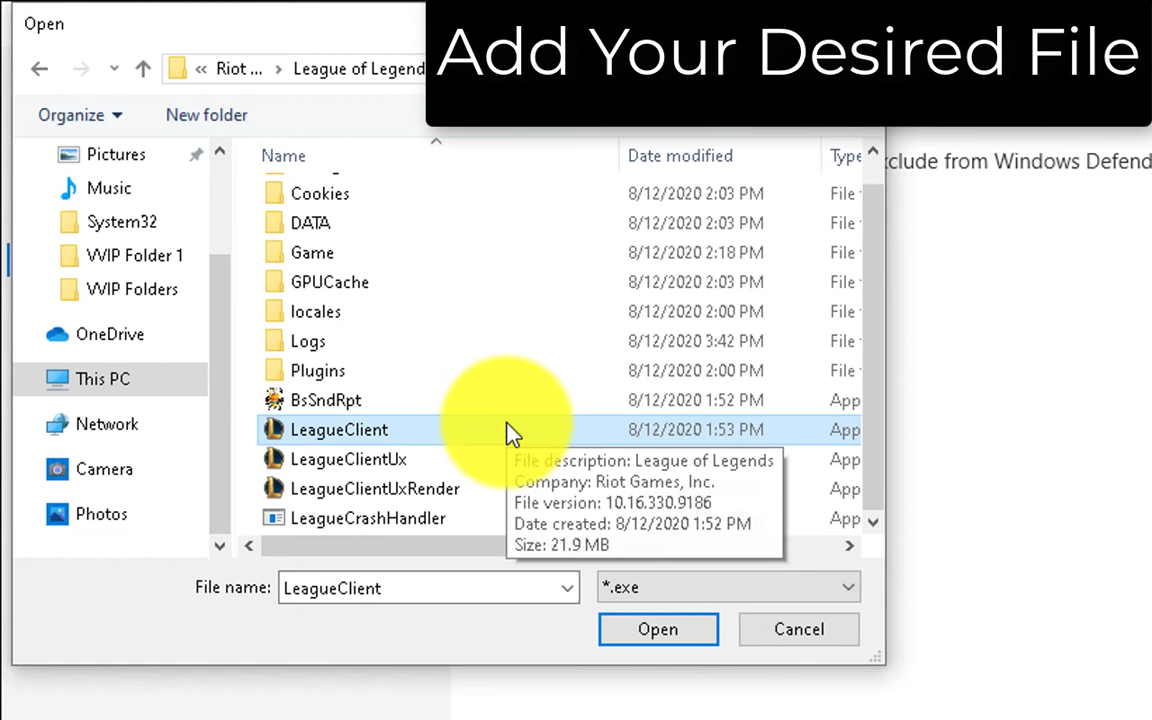 Open
Add Your Desired File
« Riot ... > League of Legend
Organize
New folder
Name
Date modified
Type
xclude from Windows Defend
Pictures
Music
System32
WIP Folder 1
WIP Folders
OneDrive
This PC
Network
Camera
Photos
Cookies 8/12/2020 2:03 PM File
DATA 8/12/2020 2:03 PM File
Game 8/12/2020 2:18 PM File
GPUCache 8/12/2020 2:03 PM File
locales 8/12/2020 2:00 PM File
Logs 8/12/2020 3:42 PM File
Plugins 8/12/2020 2:00 PM File
BsSndRpt 8/12/2020 1:52 PM App
LeagueClient 8/12/2020 1:53 PM App
LeagueClientUx App
LeagueClientUxRender App
LeagueCrashHandler App
File description: League of Legends
Company: Riot Games, Inc.
File version: 10.16.330.9186
Date created: 8/12/2020 1:52 PM
Size: 21.9 MB
File name: LeagueClient
*.exe
Open
Cancel